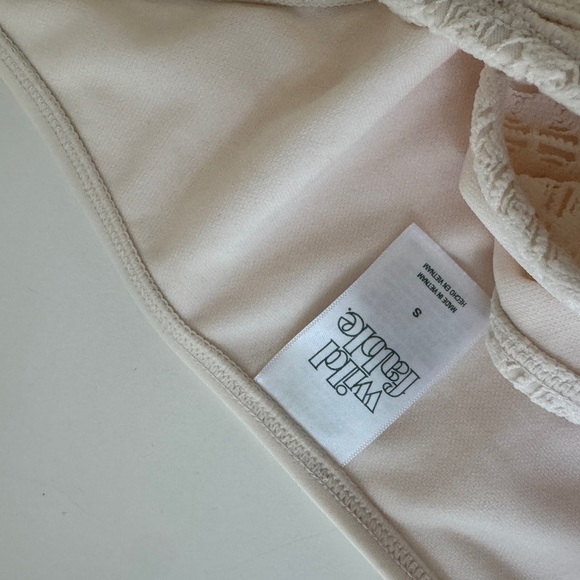 wild
fable.
S
MADE IN VIETNAM
HECHO EN VIETNAM